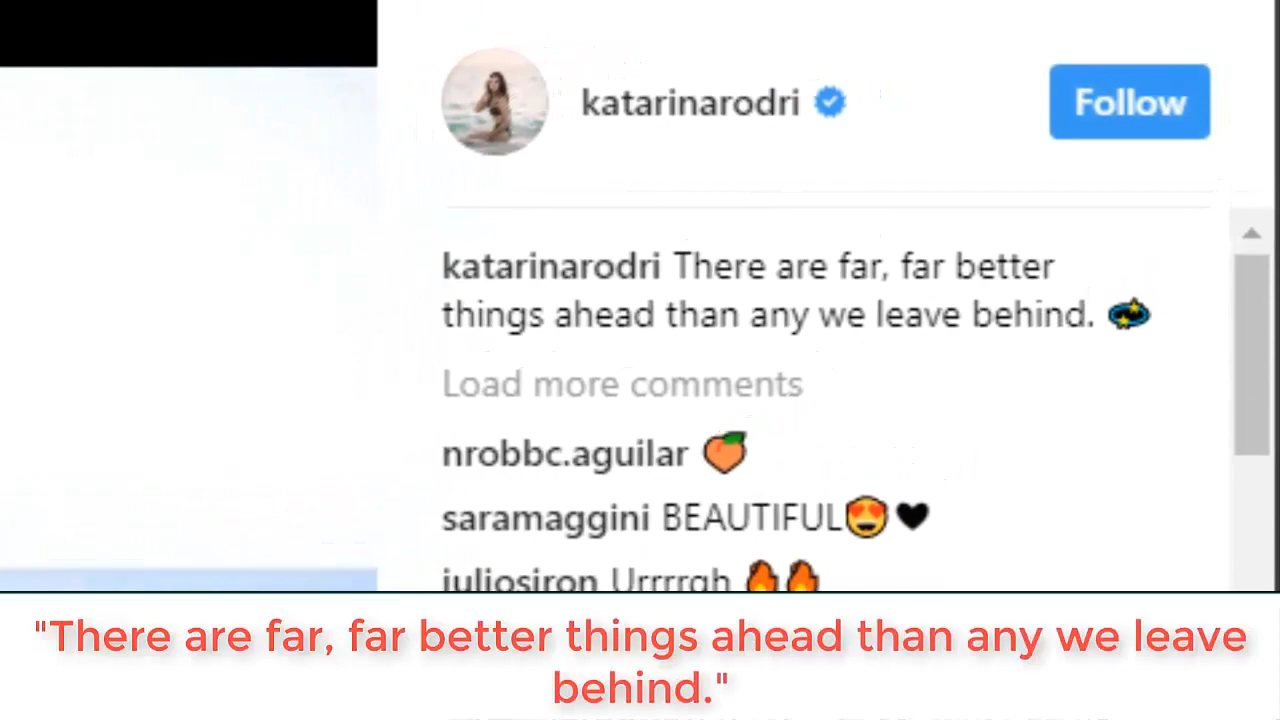 katarinarodri
Follow
katarinarodri There are far, far better
things ahead than any we leave behind. 💫
Load more comments
nrobbc.aguilar 🍑
saramaggini BEAUTIFUL😍🖤
juliosiron Urrrrgh 🔥🔥
"There are far, far better things ahead than any we leave
behind."